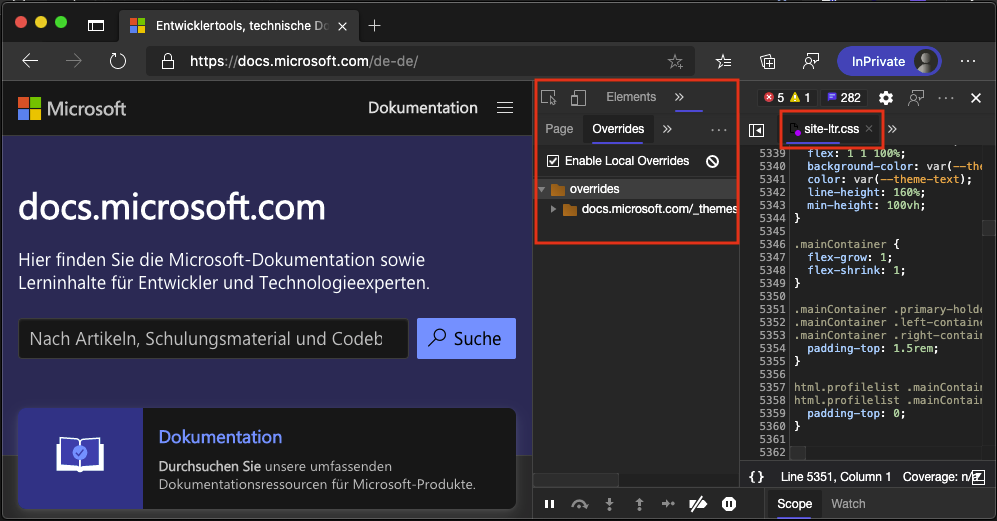 Entwicklertools, technische Do
https://docs.microsoft.com/de-de/
InPrivate
Microsoft
Dokumentation
docs.microsoft.com
Hier finden Sie die Microsoft-Dokumentation sowie
Lerninhalte für Entwickler und Technologieexperten.
Nach Artikeln, Schulungsmaterial und Codeb
Suche
Dokumentation
Durchsuchen Sie unsere umfassenden
Dokumentationsressourcen für Microsoft-Produkte.
Elements
5 1 282
Page Overrides
Enable Local Overrides
overrides
docs.microsoft.com/_themes
site-ltr.css
5339 flex: 1 1 100%;
5340 background-color: var(--the
5341 color: var(--theme-text);
5342 line-height: 160%;
5343 min-height: 100vh;
5344 }
5345
5346 .mainContainer {
5347 flex-grow: 1;
5348 flex-shrink: 1;
5349 }
5350
5351 .mainContainer .primary-holde
5352 .mainContainer .left-containe
5353 .mainContainer .right-contain
5354 padding-top: 1.5rem;
5355 }
5356
5357 html.profilelist .mainContain
5358 html.profilelist .mainContain
5359 padding-top: 0;
5360 }
5361
5362
{} Line 5351, Column 1 Coverage: n/a
Scope Watch